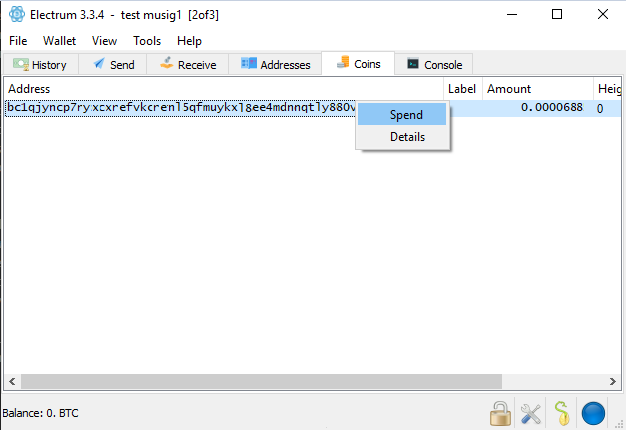 Electrum 3.3.4 - test musig1 [2of3]
File Wallet View Tools Help
History Send Receive Addresses Coins Console
Address Label Amount Heig
0.0000688 0
Spend
Details
Balance: 0. BTC